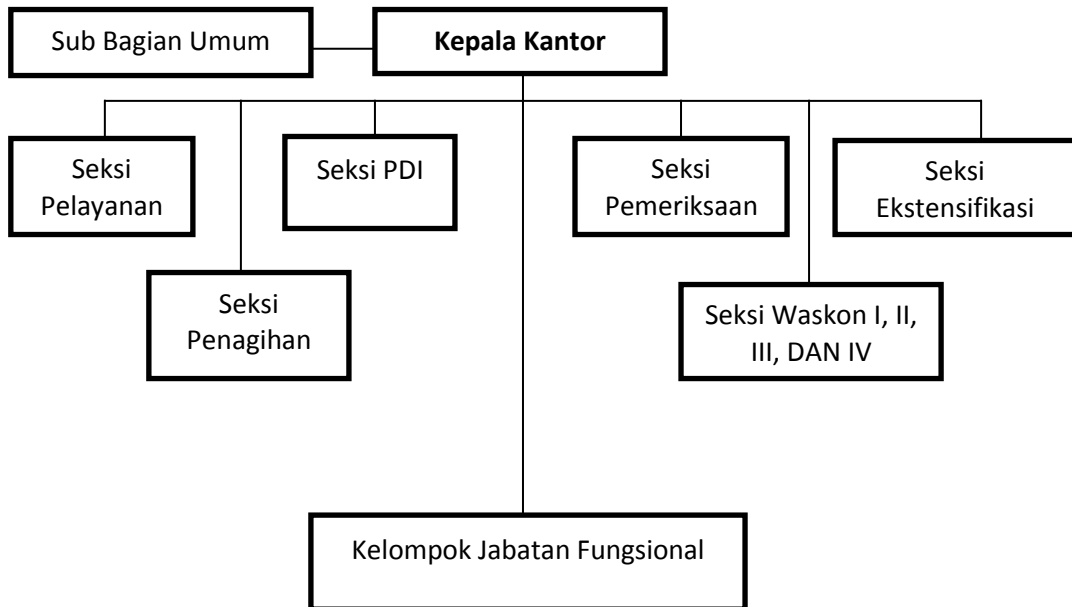 Sub Bagian Umum
Kepala Kantor
Seksi
Pelayanan
Seksi PDI
Seksi
Pemeriksaan
Seksi
Ekstensifikasi
Seksi
Penagihan
Seksi Waskon I, II,
III, DAN IV
Kelompok Jabatan Fungsional